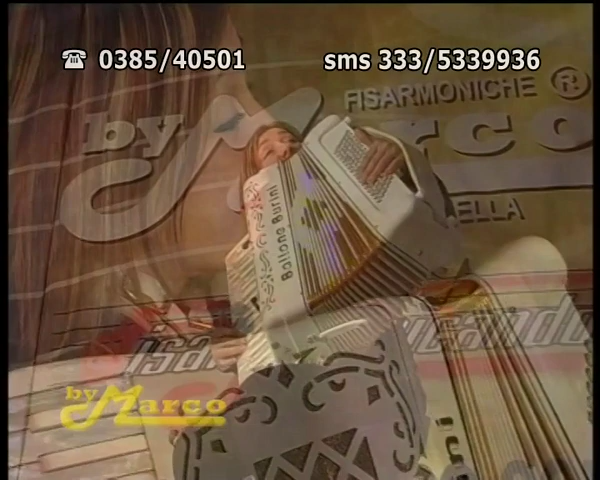 ☎ 0385/40501 sms 333/5339936
FISARMONICHE ®
by Marco
ELLA
Ballone Burini
by Marco